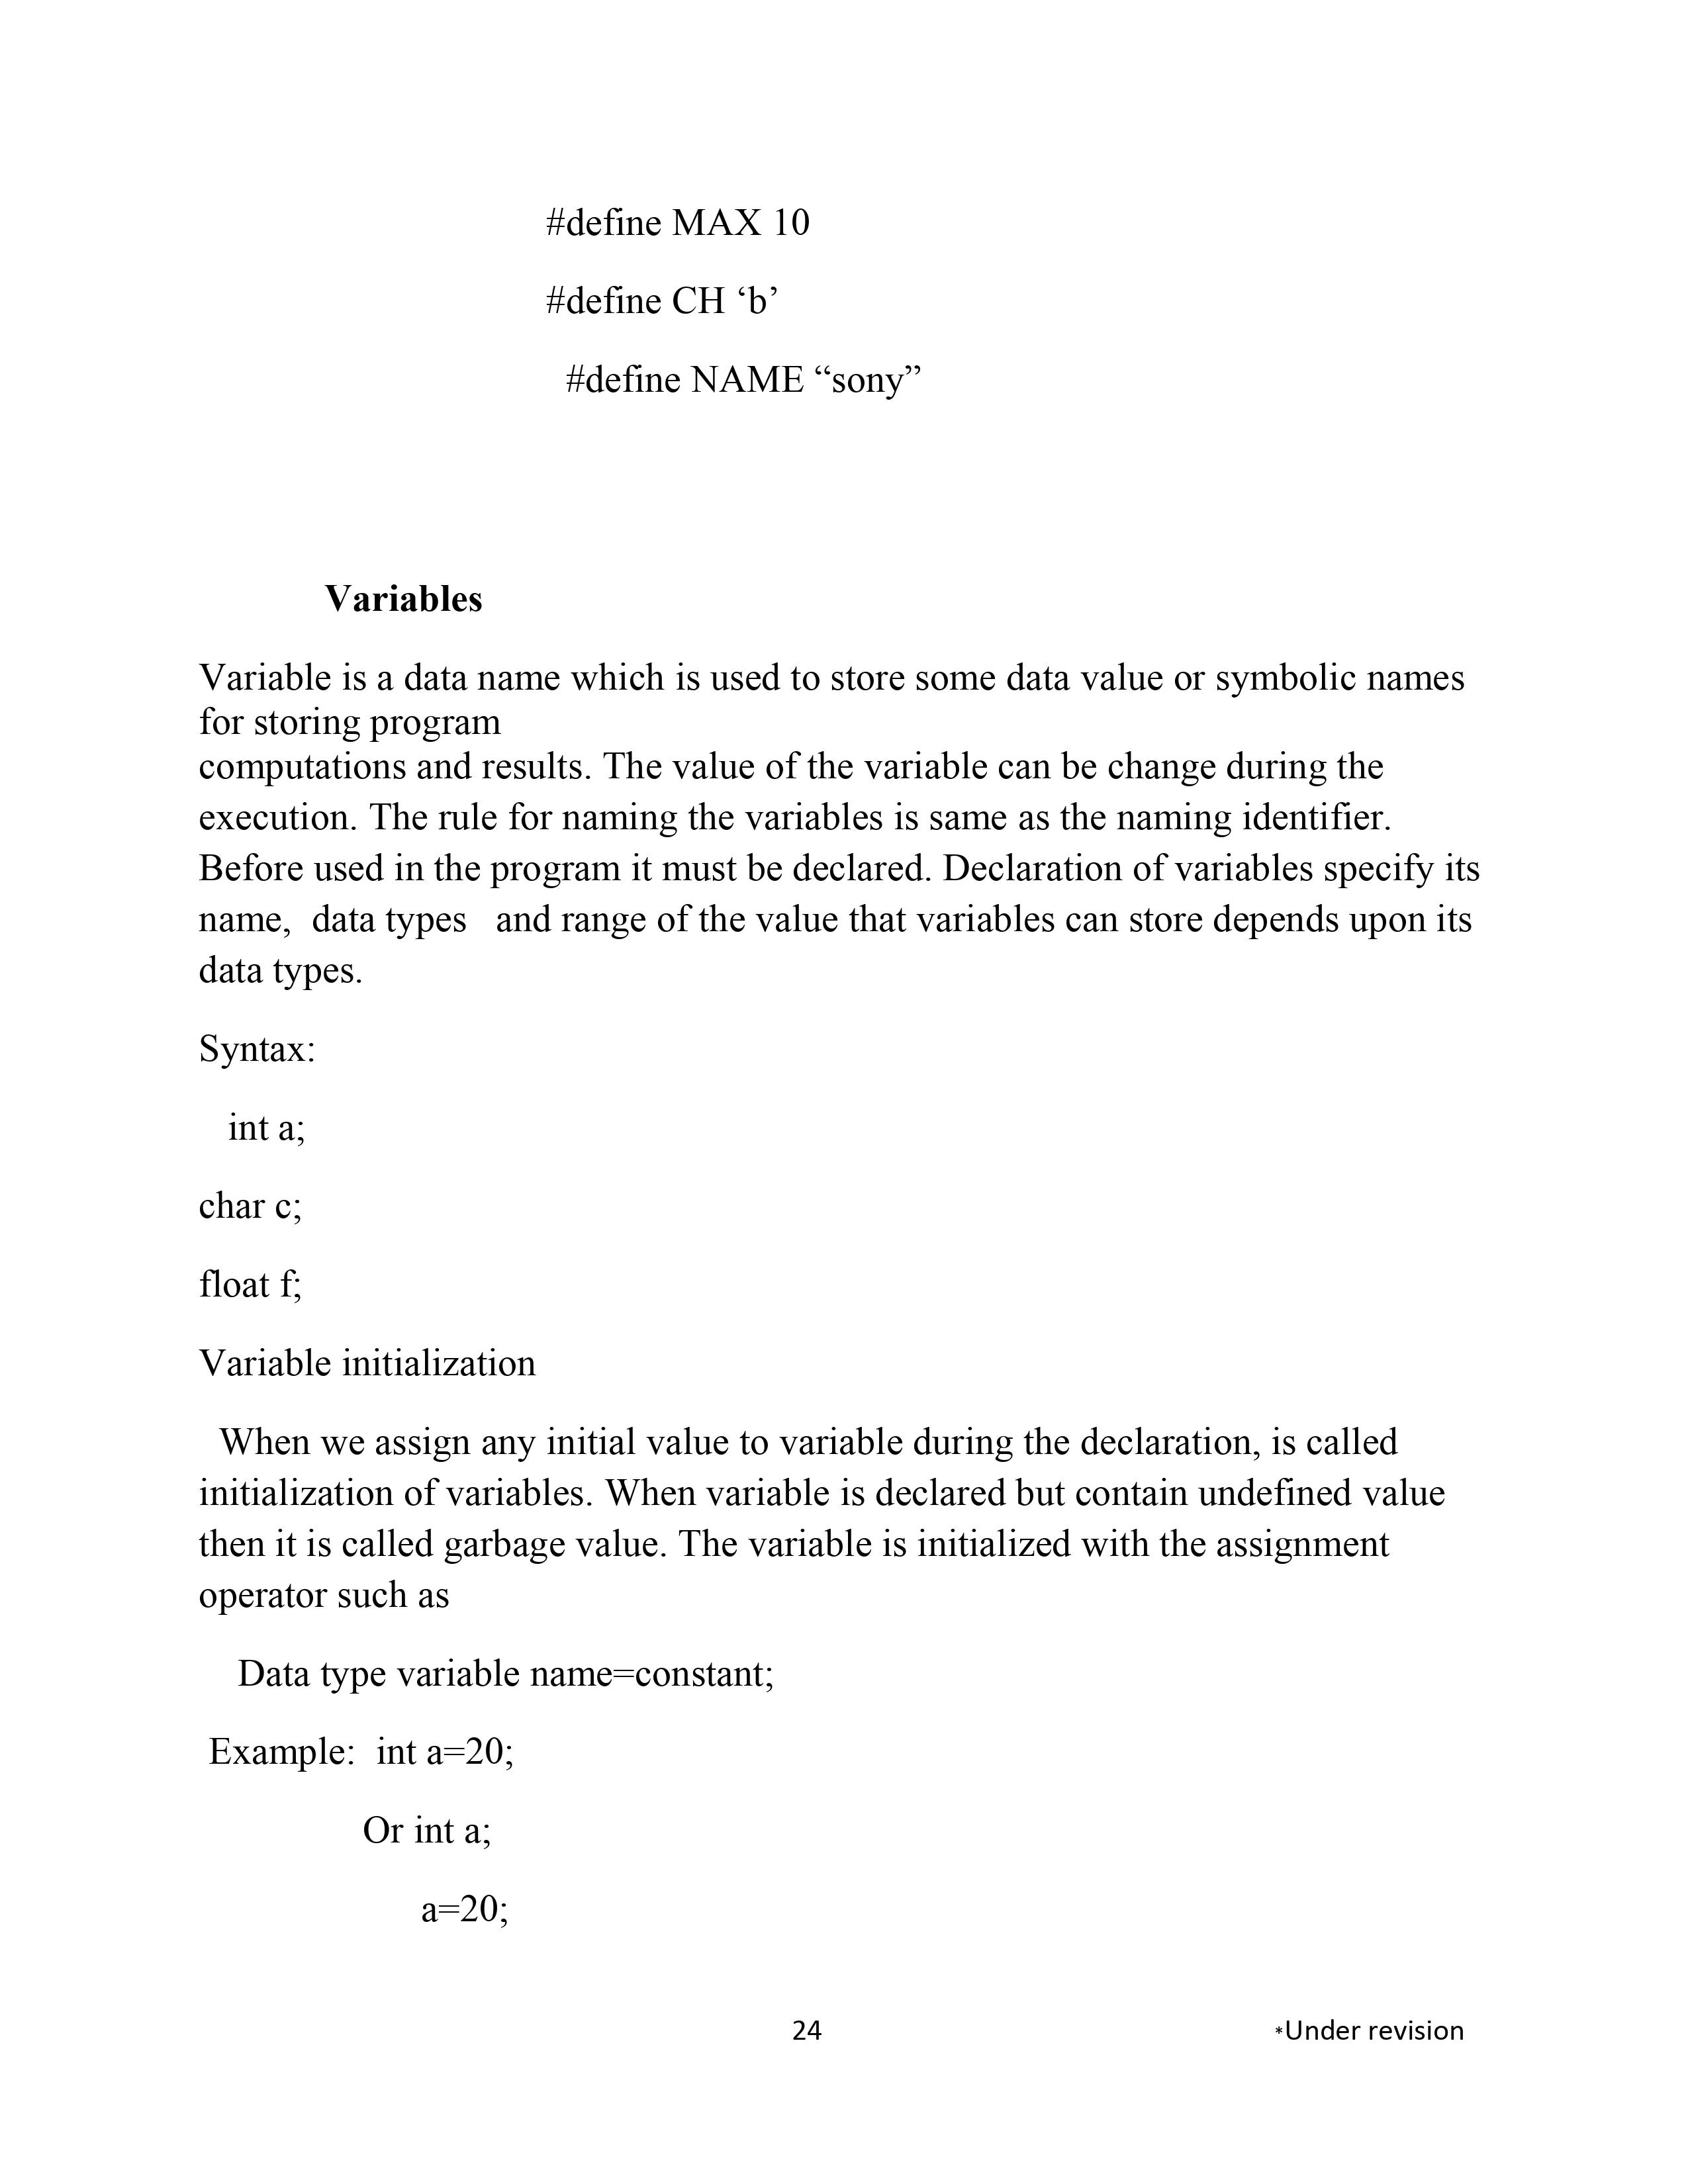 #define MAX 10
#define CH ‘b’
#define NAME “sony”
Variables
Variable is a data name which is used to store some data value or symbolic names
for storing program
computations and results. The value of the variable can be change during the
execution. The rule for naming the variables is same as the naming identifier.
Before used in the program it must be declared. Declaration of variables specify its
name,  data types   and range of the value that variables can store depends upon its
data types.
Syntax:
int a;
char c;
float f;
Variable initialization
When we assign any initial value to variable during the declaration, is called
initialization of variables. When variable is declared but contain undefined value
then it is called garbage value. The variable is initialized with the assignment
operator such as
Data type variable name=constant;
Example:  int a=20;
Or int a;
a=20;
24 *Under revision